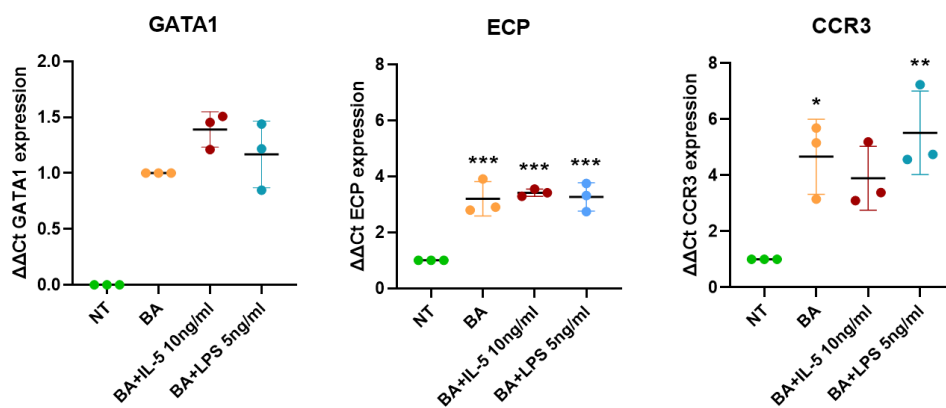 GATA1
ΔΔCt GATA1 expression
2.0
1.5
1.0
0.5
0.0
NT
BA
BA+IL-5 10ng/ml
BA+LPS 5ng/ml
ECP
ΔΔCt ECP expression
8
6
4
2
0
***
***
***
NT
BA
BA+IL-5 10ng/ml
BA+LPS 5ng/ml
CCR3
ΔΔCt CCR3 expression
8
6
4
2
0
*
**
NT
BA
BA+IL-5 10ng/ml
BA+LPS 5ng/ml